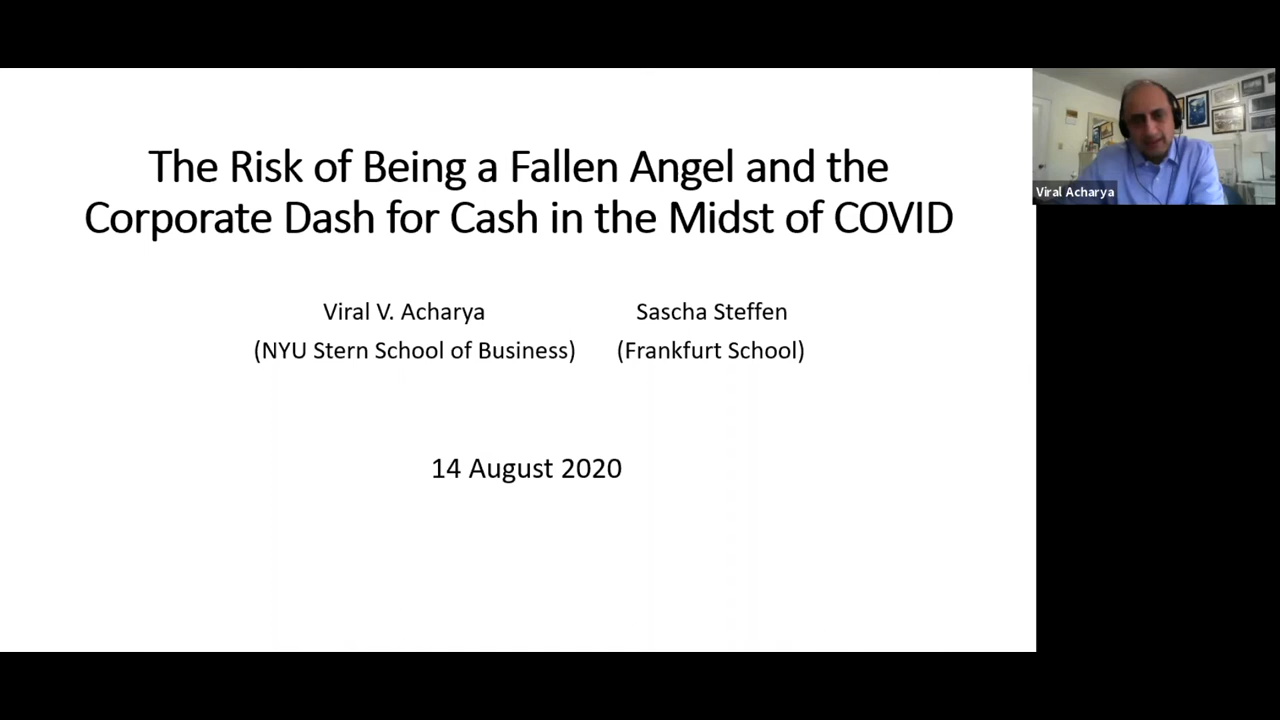 The Risk of Being a Fallen Angel and the
Corporate Dash for Cash in the Midst of COVID
Viral V. Acharya
Sascha Steffen
(NYU Stern School of Business)
(Frankfurt School)
14 August 2020
Viral Acharya